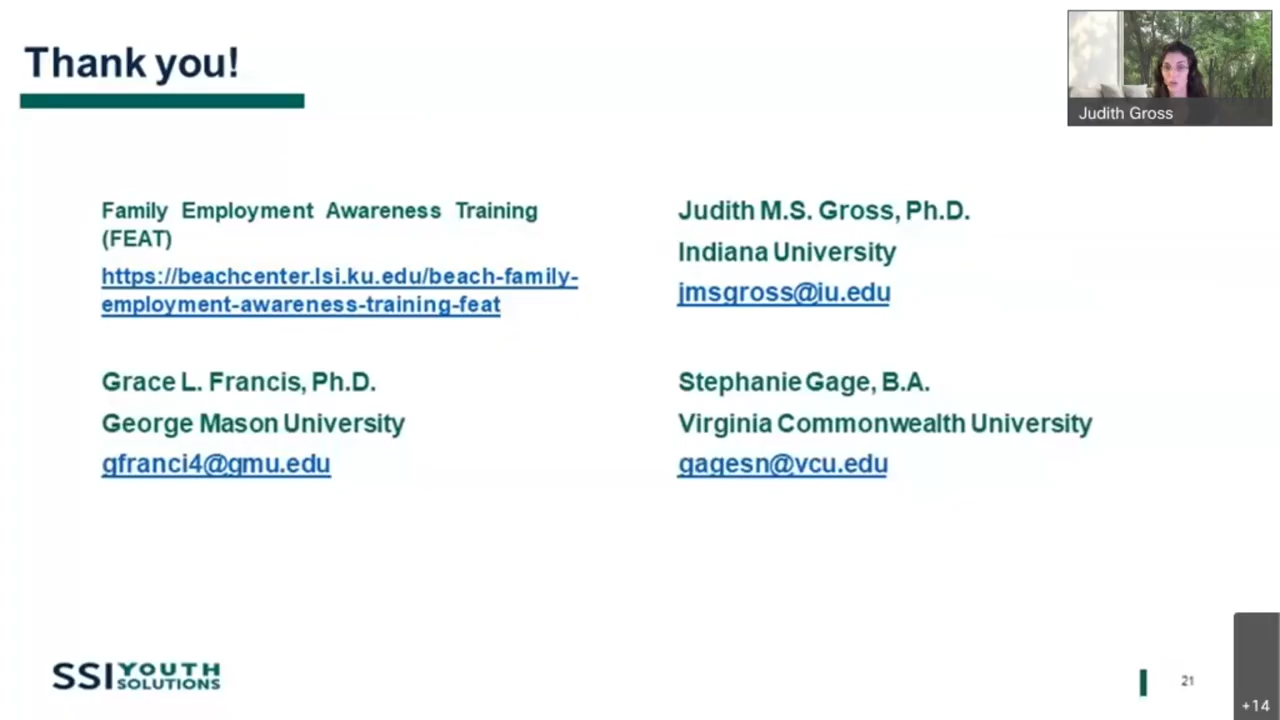 Thank you!
Judith Gross
Family Employment Awareness Training
(FEAT)
https://beachcenter.lsi.ku.edu/beach-family-
employment-awareness-training-feat
Judith M.S. Gross, Ph.D.
Indiana University
jmsgross@iu.edu
Grace L. Francis, Ph.D.
George Mason University
gfranci4@gmu.edu
Stephanie Gage, B.A.
Virginia Commonwealth University
gagesn@vcu.edu
SSI YOUTH
SOLUTIONS
21
+14